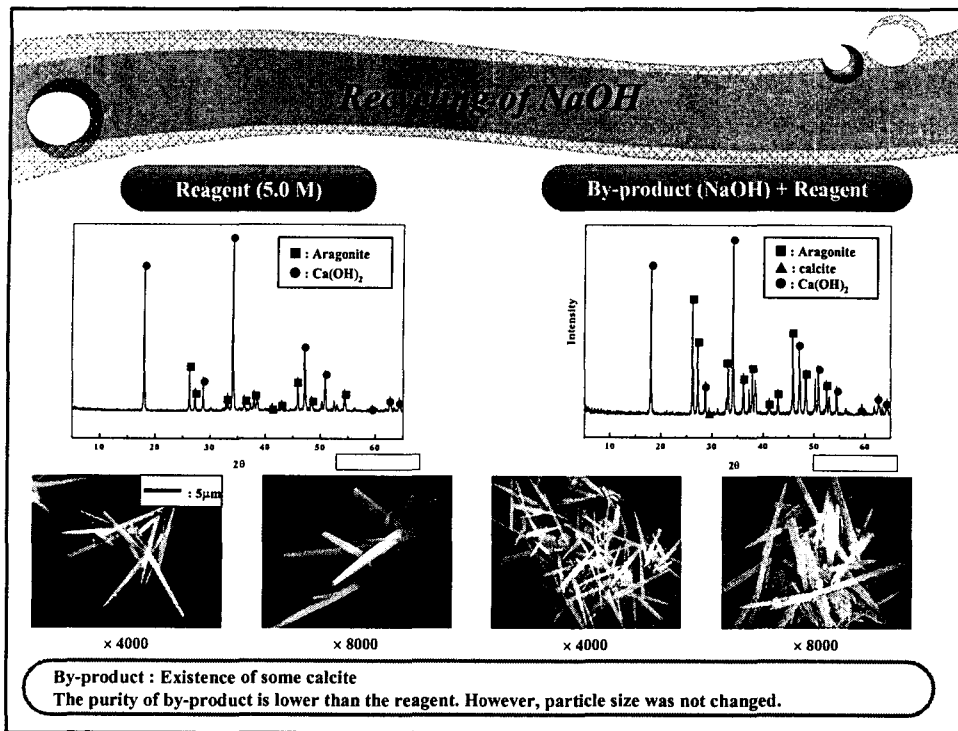 Recycling of NaOH
Reagent (5.0 M)
By-product (NaOH) + Reagent
■ : Aragonite
● : Ca(OH)₂
10 20 30 40 50 60
2θ
■ : Aragonite
▲ : calcite
● : Ca(OH)₂
Intensity
10 20 30 40 50 60
2θ
: 5μm
× 4000
× 8000
× 4000
× 8000
By-product : Existence of some calcite
The purity of by-product is lower than the reagent. However, particle size was not changed.